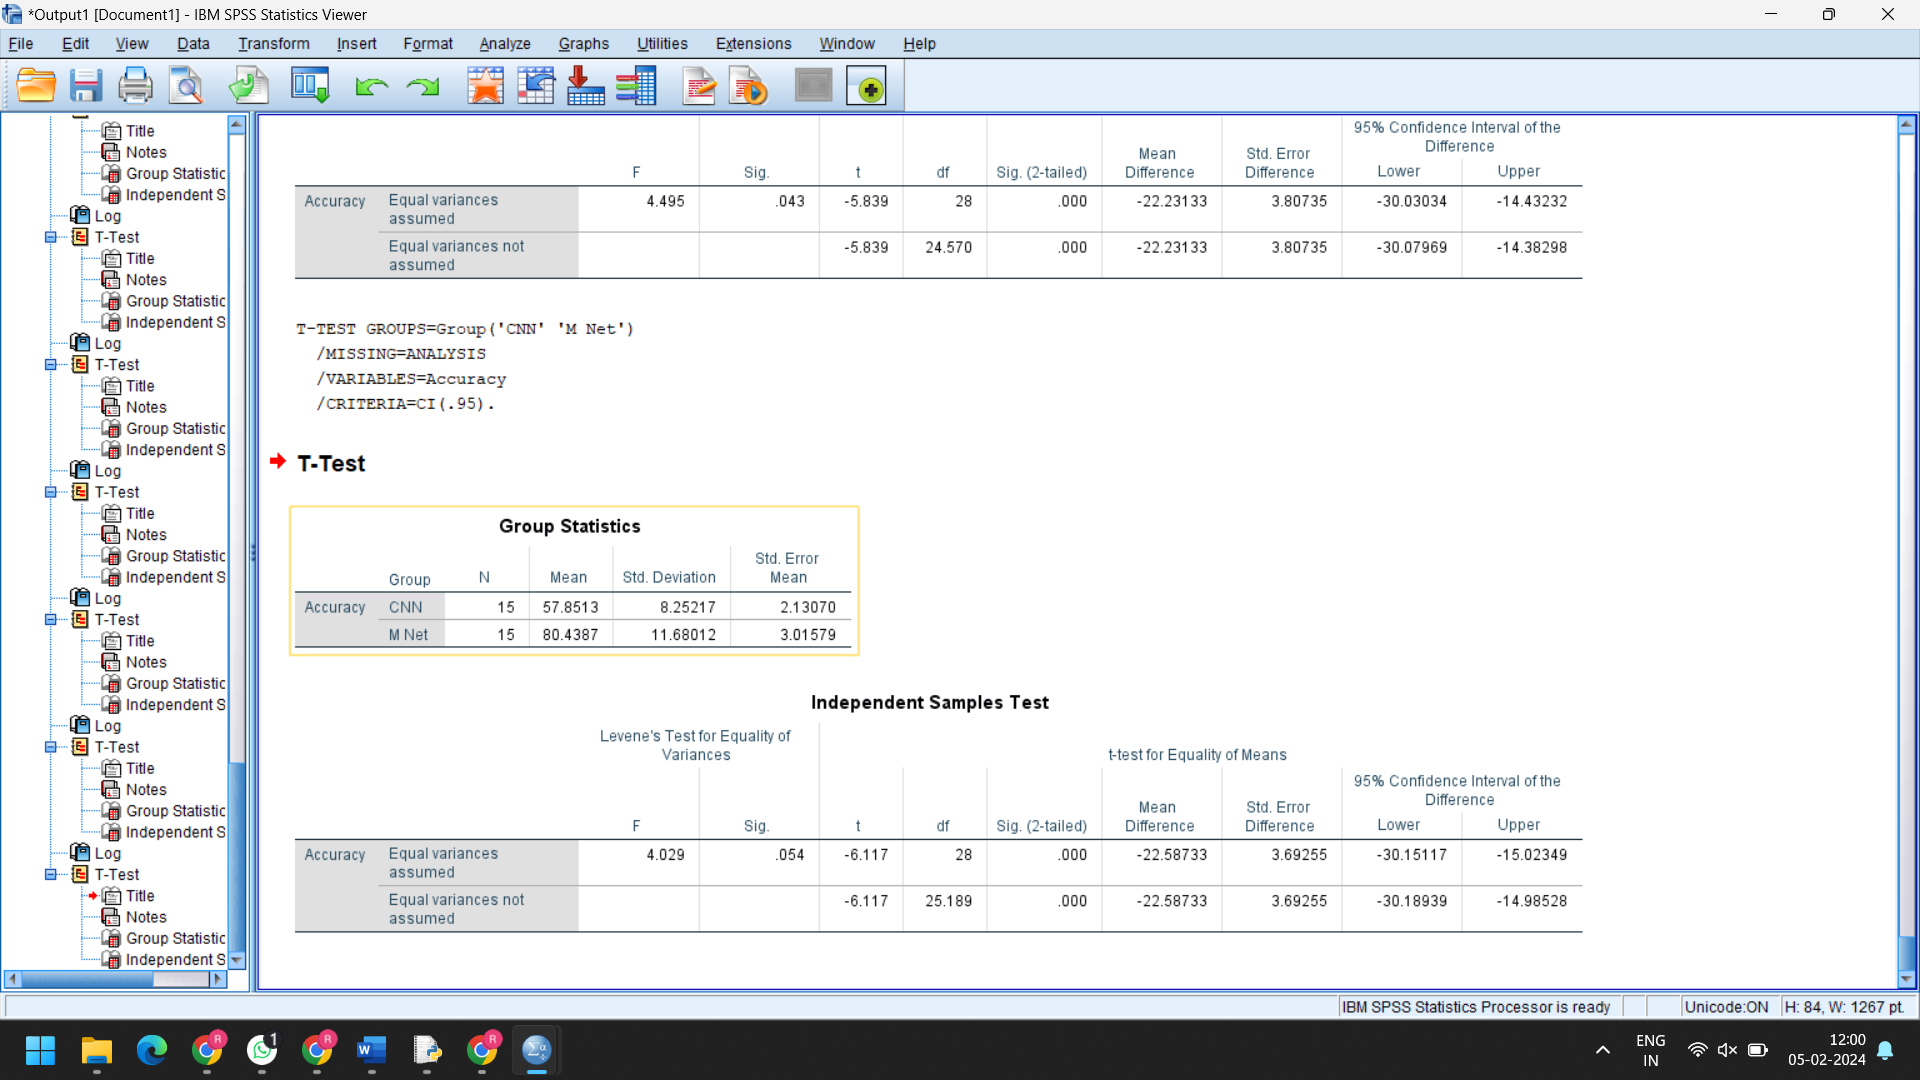 *Output1 [Document1] - IBM SPSS Statistics Viewer
File Edit View Data Transform Insert Format Analyze Graphs Utilities Extensions Window Help
Title
Notes
Group Statistic
Independent S
Log
T-Test
Title
Notes
Group Statistic
Independent S
Log
T-Test
Title
Notes
Group Statistic
Independent S
Log
T-Test
Title
Notes
Group Statistic
Independent S
Log
T-Test
Title
Notes
Group Statistic
Independent S
Log
T-Test
Title
Notes
Group Statistic
Independent S
Log
T-Test
Title
Notes
Group Statistic
Independent S
95% Confidence Interval of the
Difference
F Sig. t df Sig. (2-tailed) Mean Difference Std. Error Difference Lower Upper
Accuracy Equal variances assumed 4.495 .043 -5.839 28 .000 -22.23133 3.80735 -30.03034 -14.43232
Equal variances not assumed -5.839 24.570 .000 -22.23133 3.80735 -30.07969 -14.38298
T-TEST GROUPS=Group('CNN' 'M Net')
/MISSING=ANALYSIS
/VARIABLES=Accuracy
/CRITERIA=CI(.95).
T-Test
Group Statistics
Group N Mean Std. Deviation Std. Error Mean
Accuracy CNN 15 57.8513 8.25217 2.13070
M Net 15 80.4387 11.68012 3.01579
Independent Samples Test
Levene's Test for Equality of Variances t-test for Equality of Means
95% Confidence Interval of the
Difference
F Sig. t df Sig. (2-tailed) Mean Difference Std. Error Difference Lower Upper
Accuracy Equal variances assumed 4.029 .054 -6.117 28 .000 -22.58733 3.69255 -30.15117 -15.02349
Equal variances not assumed -6.117 25.189 .000 -22.58733 3.69255 -30.18939 -14.98528
IBM SPSS Statistics Processor is ready Unicode:ON H: 84, W: 1267 pt.
R 1 R W R Σα
ENG
IN
12:00
05-02-2024